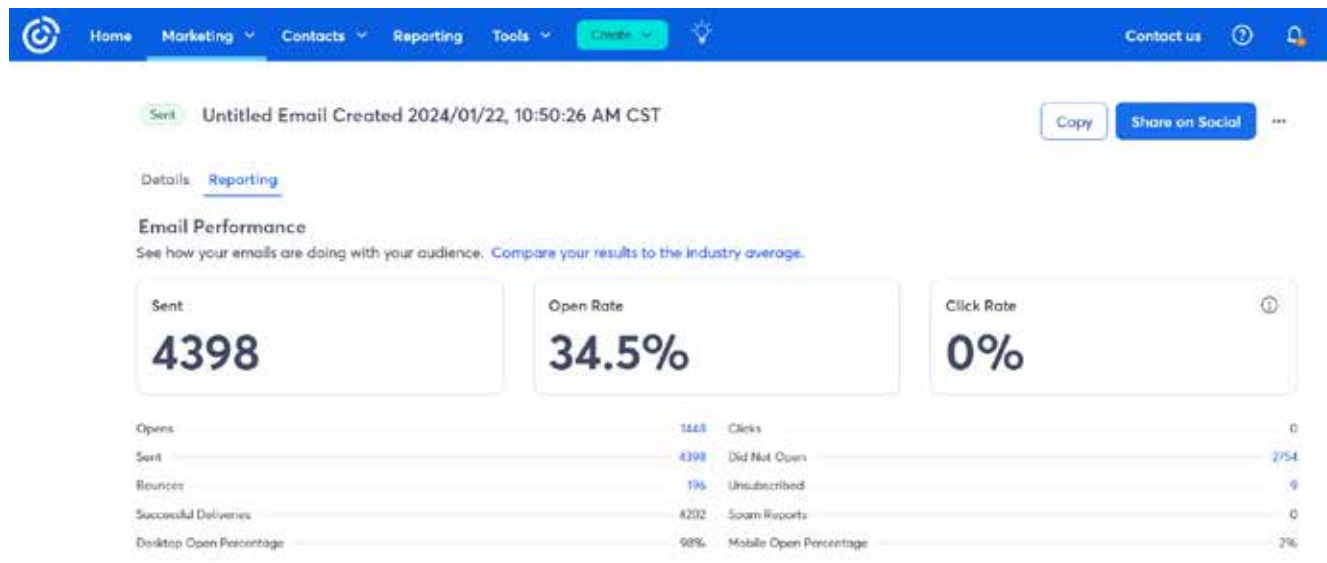 Home Marketing Contacts Reporting Tools Create Contact us
Sent Untitled Email Created 2024/01/22, 10:50:26 AM CST Copy Share on Social ...
Details Reporting
Email Performance
See how your emails are doing with your audience. Compare your results to the industry average.
Sent Open Rate Click Rate
4398 34.5% 0%
Opens 1448 Clicks 0
Sent 4398 Did Not Open 2754
Bounces 196 Unsubscribed 9
Successful Deliveries 4202 Spam Reports 0
Desktop Open Percentage 98% Mobile Open Percentage 2%